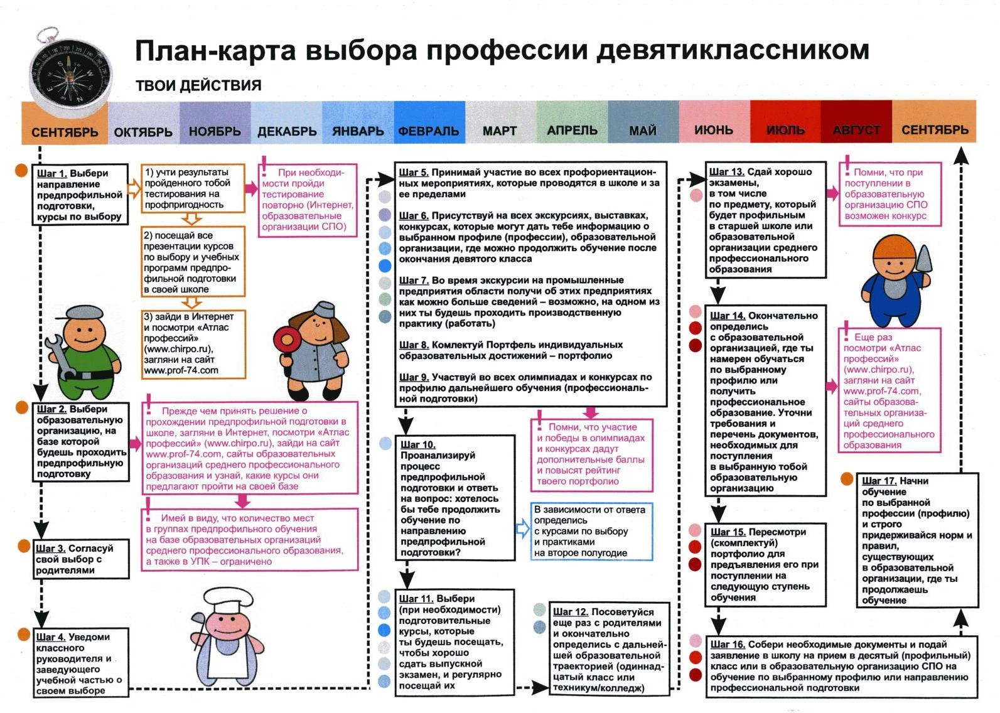 План-карта выбора профессии девятиклассником
ТВОИ ДЕЙСТВИЯ
СЕНТЯБРЬ
ОКТЯБРЬ
НОЯБРЬ
ДЕКАБРЬ
ЯНВАРЬ
ФЕВРАЛЬ
МАРТ
АПРЕЛЬ
МАЙ
ИЮНЬ
ИЮЛЬ
АВГУСТ
СЕНТЯБРЬ
Шаг 1. Выбери
направление
предпрофильной
подготовки,
курсы по выбору
1) учти результаты
пройденного тобой
тестирования на
профпригодность
! При необходи-
мости пройди
тестирование
повторно (Интернет,
образовательные
организации СПО)
2) посещай все
презентации курсов
по выбору и учебных
программ предпро-
фильной подготовки
в своей школе
3) зайди в Интернет
и посмотри «Атлас
профессий»
(www.chirpo.ru),
загляни на сайт
www.prof-74.com
Шаг 2. Выбери
образовательную
организацию, на
базе которой
будешь проходить
предпрофильную
подготовку
! Прежде чем принять решение о
прохождении предпрофильной подготовки в
школе, загляни в Интернет, посмотри «Атлас
профессий» (www.chirpo.ru), зайди на сайт
www.prof-74.com, сайты образовательных
организаций среднего профессионального
образования и узнай, какие курсы они
предлагают пройти на своей базе
! Имей в виду, что количество мест
в группах предпрофильного обучения
на базе образовательных организаций
среднего профессионального образования,
а также в УПК – ограничено
Шаг 3. Согласуй
свой выбор с
родителями
Шаг 4. Уведоми
классного
руководителя и
заведующего
учебной частью о
своем выборе
Шаг 5. Принимай участие во всех профориентацион-
ных мероприятиях, которые проводятся в школе и за
ее пределами
Шаг 6. Присутствуй на всех экскурсиях, выставках,
конкурсах, которые могут дать тебе информацию о
выбранном профиле (профессии), образовательной
организации, где можно продолжить обучение после
окончания девятого класса
Шаг 7. Во время экскурсии на промышленные
предприятия области получи об этих предприятиях
как можно больше сведений – возможно, на одном из
них ты будешь проходить производственную
практику (работать)
Шаг 8. Комлектуй Портфель индивидуальных
образовательных достижений – портфолио
Шаг 9. Участвуй во всех олимпиадах и конкурсах по
профилю дальнейшего обучения (профессиональ-
ной подготовки)
! Помни, что участие
и победы в олимпиадах
и конкурсах дадут
дополнительные баллы
и повысят рейтинг
твоего портфолио
Шаг 10.
Проанализируй
процесс
предпрофильной
подготовки и ответь
на вопрос: хотелось
бы тебе продолжить
обучение по
направлению
предпрофильной
подготовки?
В зависимости от ответа
определись
с курсами по выбору
и практиками
на второе полугодие
Шаг 11. Выбери
(при необходимости)
подготовительные
курсы, которые
ты будешь посещать,
чтобы хорошо
сдать выпускной
экзамен, и регулярно
посещай их
Шаг 12. Посоветуйся
еще раз с родителями
и окончательно
определись с дальней-
шей образовательной
траекторией (одиннад-
цатый класс или
техникум/колледж)
Шаг 13. Сдай хорошо
экзамены,
в том числе
по предмету, который
будет профильным
в старшей школе или
образовательной
организации среднего
профессионального
образования
! Помни, что при
поступлении в
образовательную
организацию СПО
возможен конкурс
Шаг 14. Окончательно
определись
с образовательной
организацией, где ты
намерен обучаться
по выбранному
профилю или
получить
профессиональное
образование. Уточни
требования и
перечень документов,
необходимых для
поступления
в выбранную тобой
образовательную
организацию
! Еще раз
посмотри «Атлас
профессий»
(www.chirpo.ru),
загляни на сайт
www.prof-74.com,
сайты образова-
тельных организа-
ций среднего
профессионального
образования
Шаг 15. Пересмотри
(скомплектуй)
портфолио для
предъявления его при
поступлении на
следующую ступень
обучения
Шаг 16. Собери необходимые документы и подай
заявление в школу на прием в десятый (профильный)
класс или в образовательную организацию СПО на
обучение по выбранному профилю или направлению
профессиональной подготовки
Шаг 17. Начни
обучение
по выбранной
профессии (профилю)
и строго
придерживайся норм и
правил,
существующих
в образовательной
организации, где ты
продолжаешь
обучение